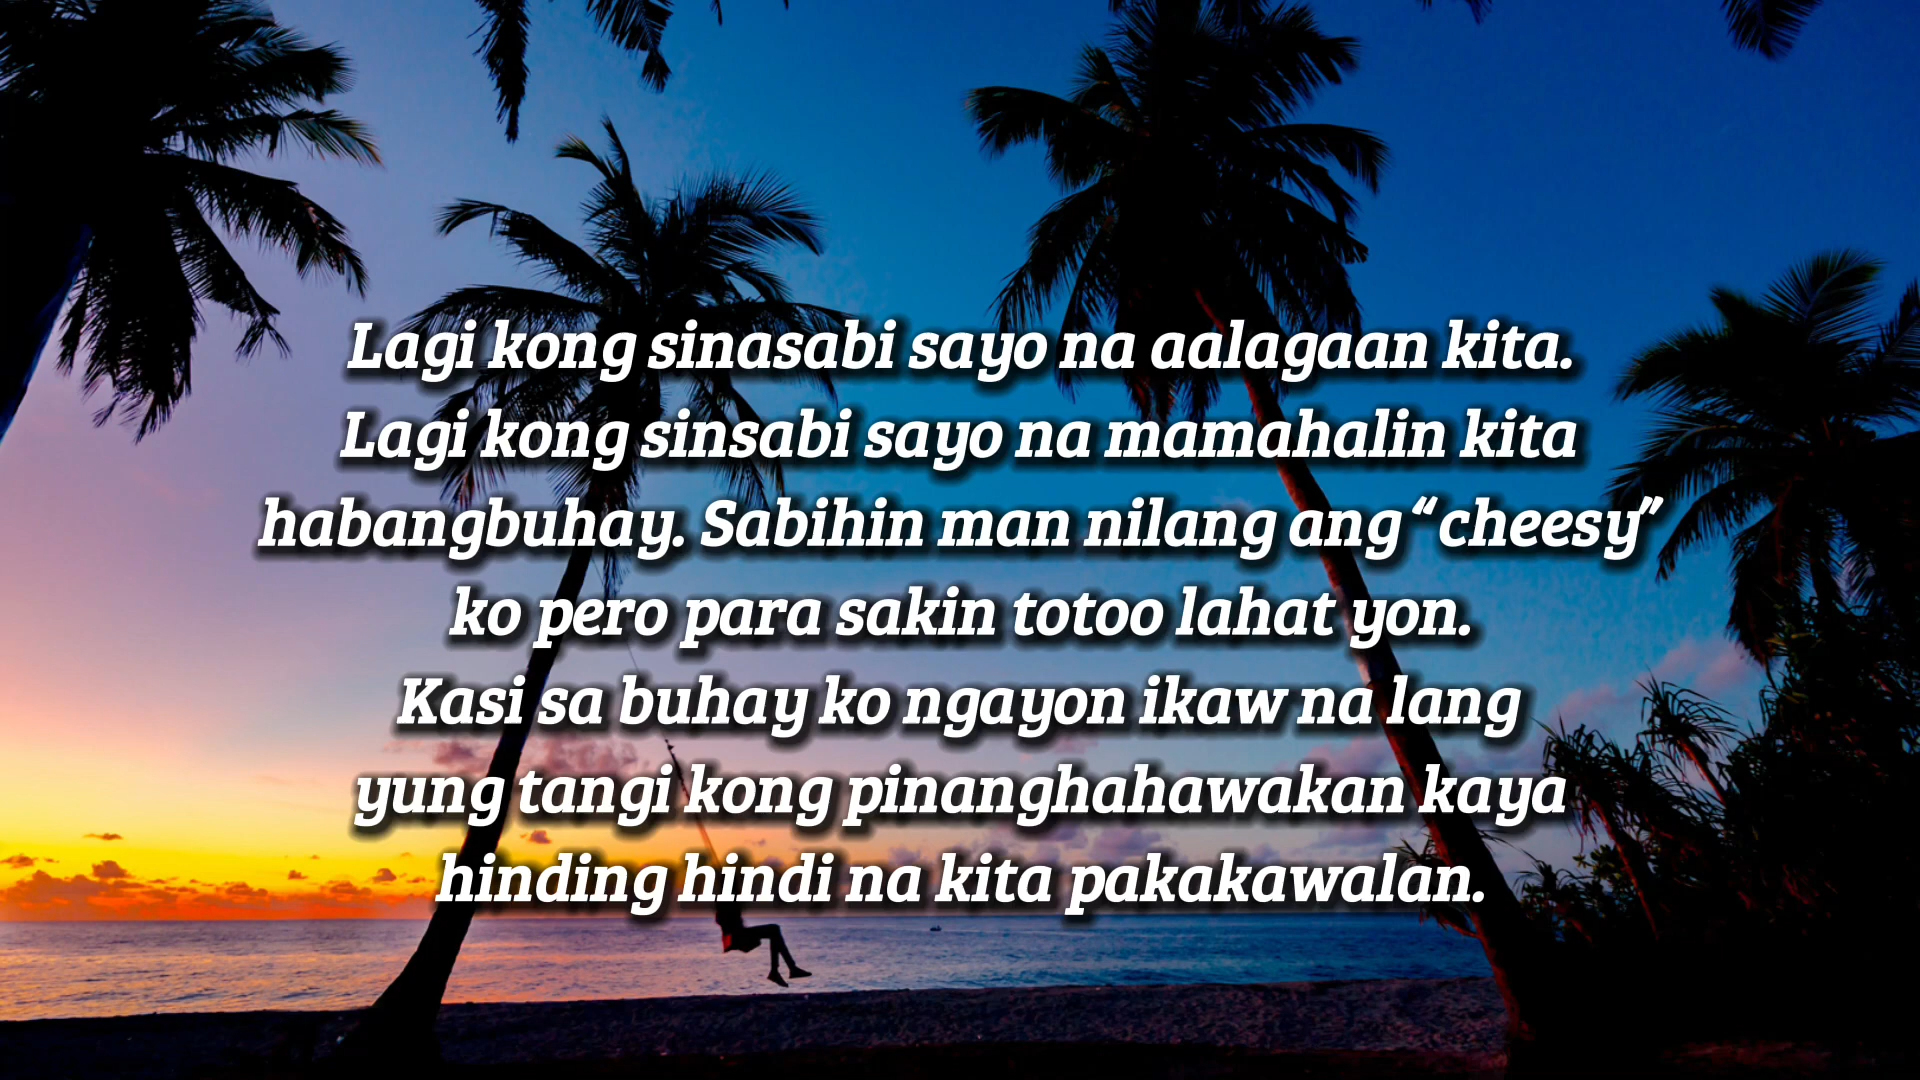 Lagi kong sinasabi sayo na aalagaan kita.
Lagi kong sinsabi sayo na mamahalin kita
habangbuhay. Sabihin man nilang ang “cheesy”
ko pero para sakin totoo lahat yon.
Kasi sa buhay ko ngayon ikaw na lang
yung tangi kong pinanghahawakan kaya
hinding hindi na kita pakakawalan.